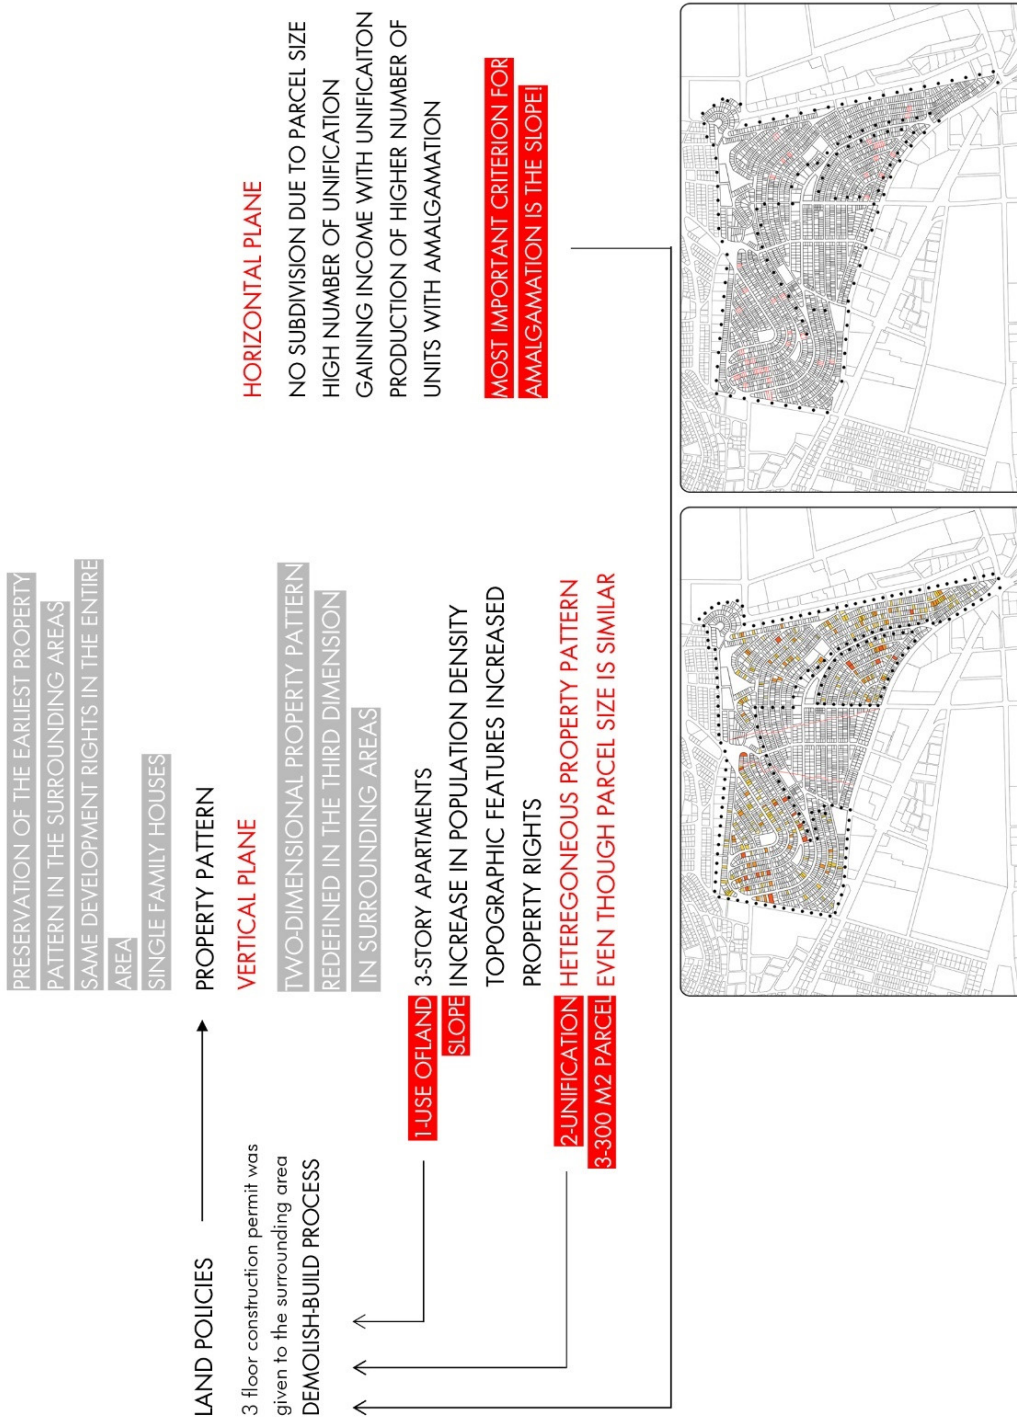 PRESERVATION OF THE EARLIEST PROPERTY
PATTERN IN THE SURROUNDING AREAS
SAME DEVELOPMENT RIGHTS IN THE ENTIRE
AREA
SINGLE FAMILY HOUSES
LAND POLICIES
3 floor construction permit was
given to the surrounding area
DEMOLISH-BUILD PROCESS
PROPERTY PATTERN
VERTICAL PLANE
TWO-DIMENSIONAL PROPERTY PATTERN
REDEFINED IN THE THIRD DIMENSION
IN SURROUNDING AREAS
1-USE OFLAND
SLOPE
3-STORY APARTMENTS
INCREASE IN POPULATION DENSITY
TOPOGRAPHIC FEATURES INCREASED
PROPERTY RIGHTS
2-UNIFICATION
3-300 M2 PARCEL
HETEREGONEOUS PROPERTY PATTERN
EVEN THOUGH PARCEL SIZE IS SIMILAR
HORIZONTAL PLANE
NO SUBDIVISION DUE TO PARCEL SIZE
HIGH NUMBER OF UNIFICATION
GAINING INCOME WITH UNIFICAITON
PRODUCTION OF HIGHER NUMBER OF
UNITS WITH AMALGAMATION
MOST IMPORTANT CRITERION FOR
AMALGAMATION IS THE SLOPE!